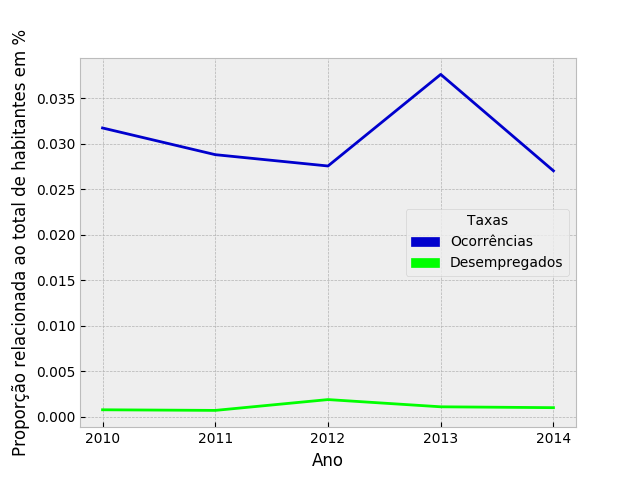 Proporção relacionada ao total de habitantes em %
0.035
0.030
0.025
0.020
0.015
0.010
0.005
0.000
Taxas
Ocorrências
Desempregados
2010 2011 2012 2013 2014
Ano